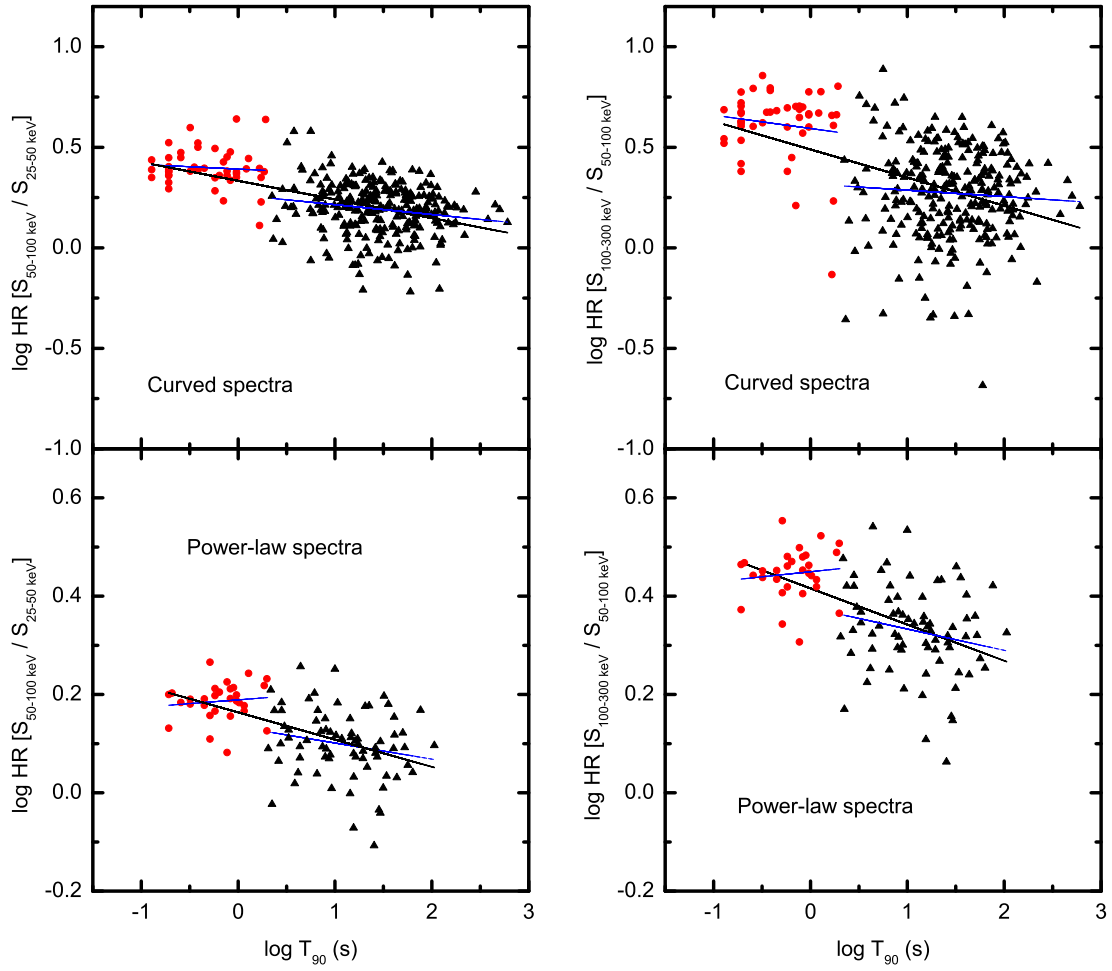 1.0
0.5
0.0
-0.5
-1.0
log HR [S50-100 keV / S25-50 keV]
Curved spectra
1.0
0.5
0.0
-0.5
-1.0
log HR [S100-300 keV / S50-100 keV]
Curved spectra
0.6
0.4
0.2
0.0
-0.2
log HR [S50-100 keV / S25-50 keV]
Power-law spectra
-1 0 1 2 3
log T90 (s)
0.6
0.4
0.2
0.0
-0.2
log HR [S100-300 keV / S50-100 keV]
Power-law spectra
-1 0 1 2 3
log T90 (s)